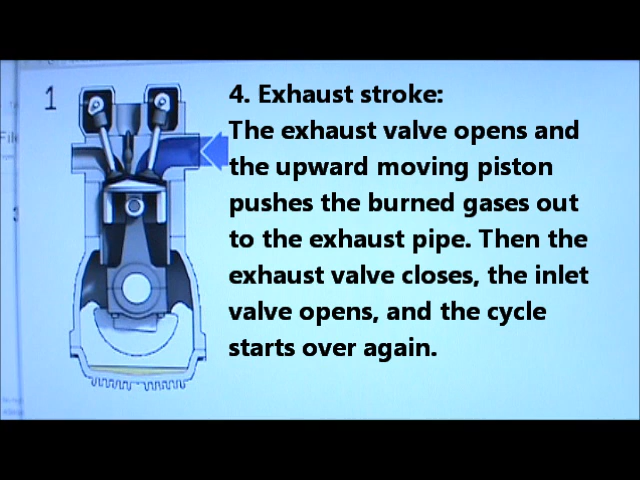 1
4. Exhaust stroke:
The exhaust valve opens and
the upward moving piston
pushes the burned gases out
to the exhaust pipe. Then the
exhaust valve closes, the inlet
valve opens, and the cycle
starts over again.
File